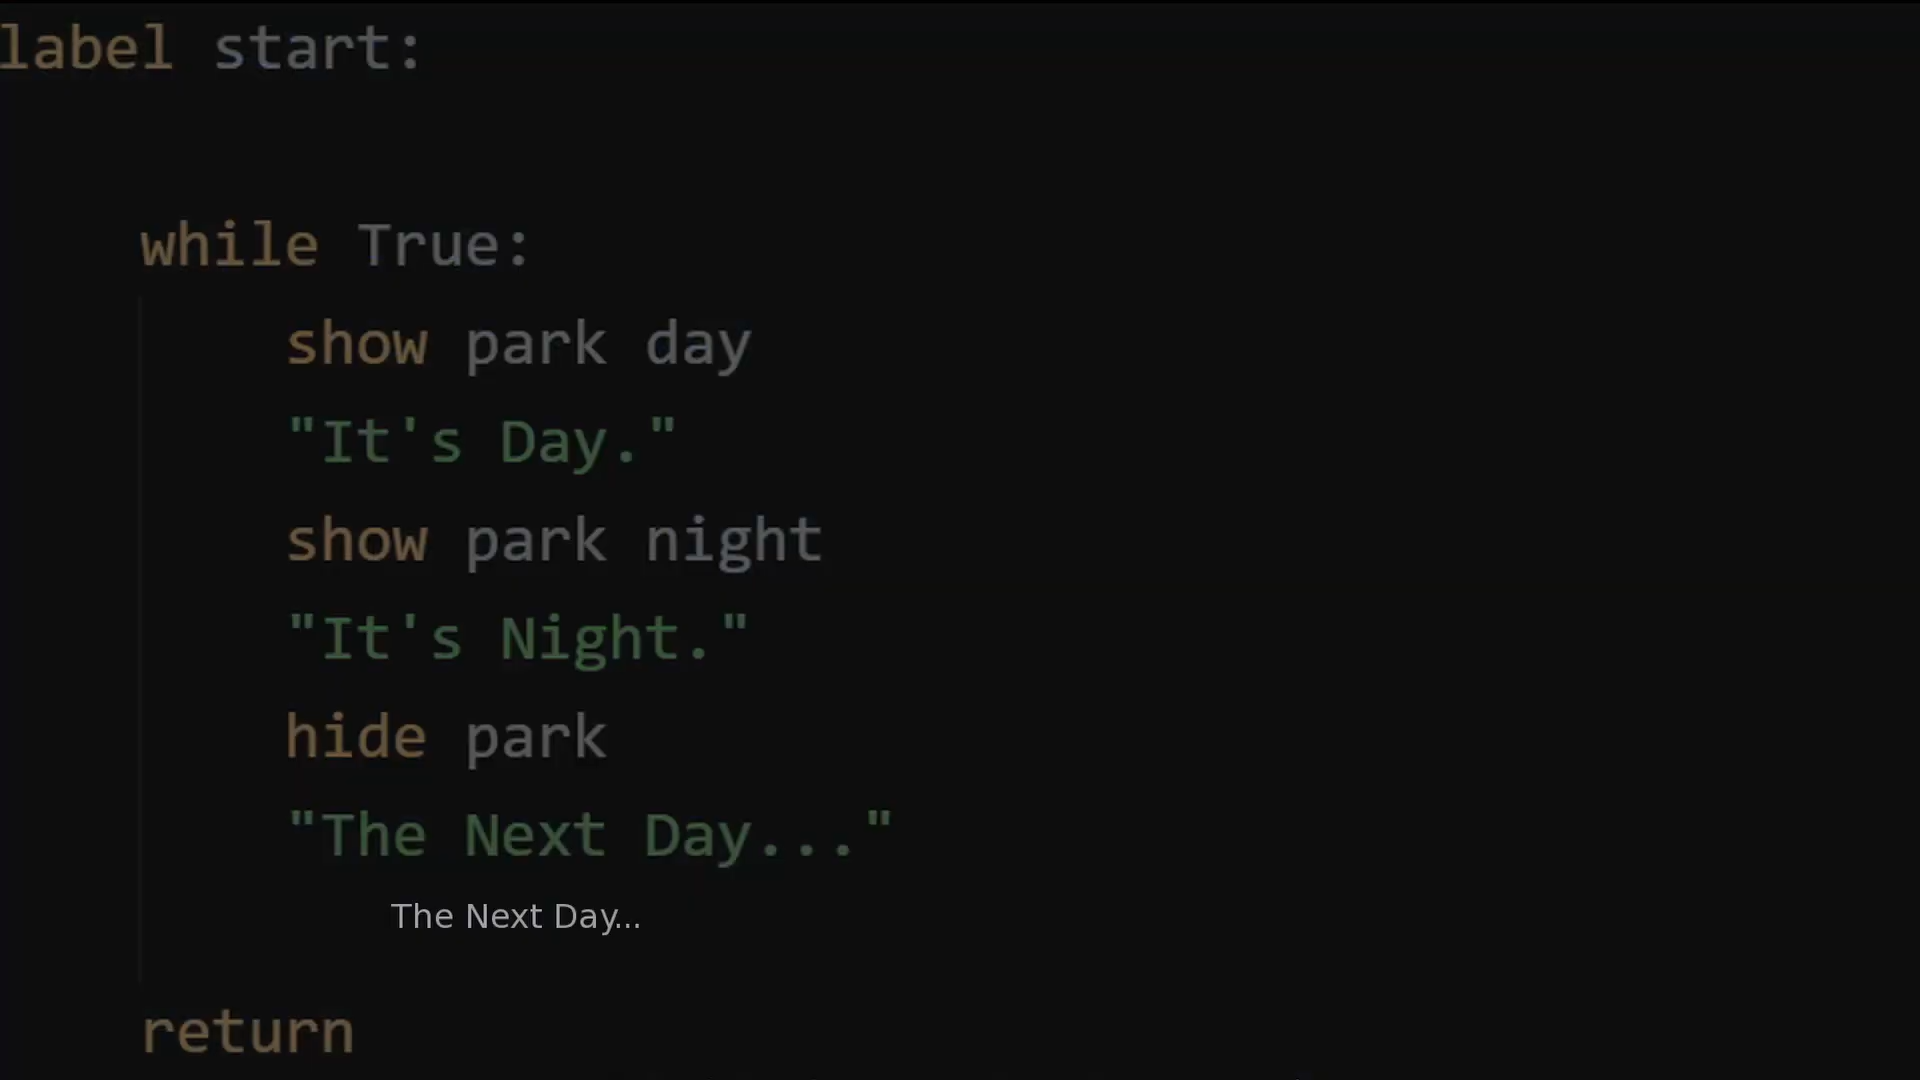 label start:
while True:
show park day
"It's Day."
show park night
"It's Night."
hide park
"The Next Day..."
The Next Day...
return